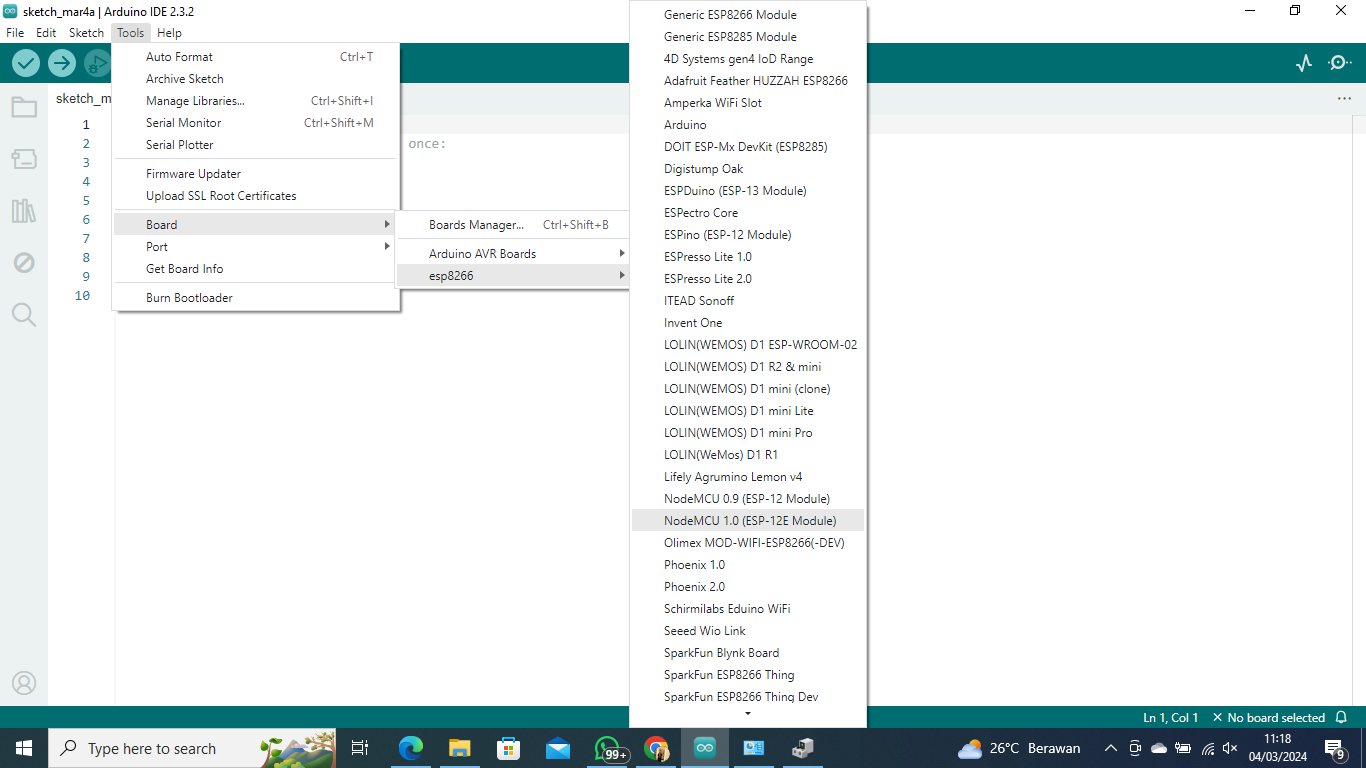 sketch_mar4a | Arduino IDE 2.3.2
File Edit Sketch Tools Help
sketch_m
1
2 once:
3
4
5
6
7
8
9
10
Auto Format Ctrl+T
Archive Sketch
Manage Libraries... Ctrl+Shift+I
Serial Monitor Ctrl+Shift+M
Serial Plotter
Firmware Updater
Upload SSL Root Certificates
Board
Port
Get Board Info
Burn Bootloader
Boards Manager... Ctrl+Shift+B
Arduino AVR Boards
esp8266
Generic ESP8266 Module
Generic ESP8285 Module
4D Systems gen4 IoD Range
Adafruit Feather HUZZAH ESP8266
Amperka WiFi Slot
Arduino
DOIT ESP-Mx DevKit (ESP8285)
Digistump Oak
ESPDuino (ESP-13 Module)
ESPectro Core
ESPino (ESP-12 Module)
ESPresso Lite 1.0
ESPresso Lite 2.0
ITEAD Sonoff
Invent One
LOLIN(WEMOS) D1 ESP-WROOM-02
LOLIN(WEMOS) D1 R2 & mini
LOLIN(WEMOS) D1 mini (clone)
LOLIN(WEMOS) D1 mini Lite
LOLIN(WEMOS) D1 mini Pro
LOLIN(WeMos) D1 R1
Lifely Agrumino Lemon v4
NodeMCU 0.9 (ESP-12 Module)
NodeMCU 1.0 (ESP-12E Module)
Olimex MOD-WIFI-ESP8266(-DEV)
Phoenix 1.0
Phoenix 2.0
Schirmilabs Eduino WiFi
Seeed Wio Link
SparkFun Blynk Board
SparkFun ESP8266 Thing
SparkFun ESP8266 Thing Dev
Ln 1, Col 1 No board selected
Type here to search
99+
26°C Berawan
11:18
04/03/2024
9